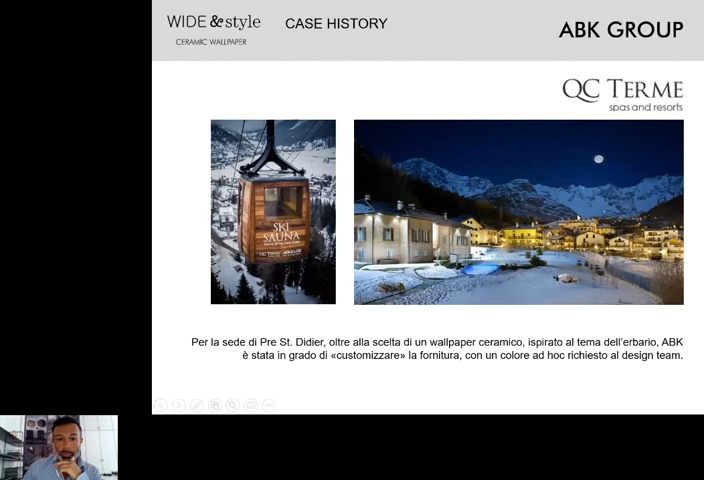 WIDE & style
CERAMIC WALLPAPER
CASE HISTORY
ABK GROUP
QC TERME
spas and resorts
SKI
SAUNA
QC TERME
Per la sede di Pre St. Didier, oltre alla scelta di un wallpaper ceramico, ispirato al tema dell'erbario, ABK
è stata in grado di «customizzare» la fornitura, con un colore ad hoc richiesto al design team.